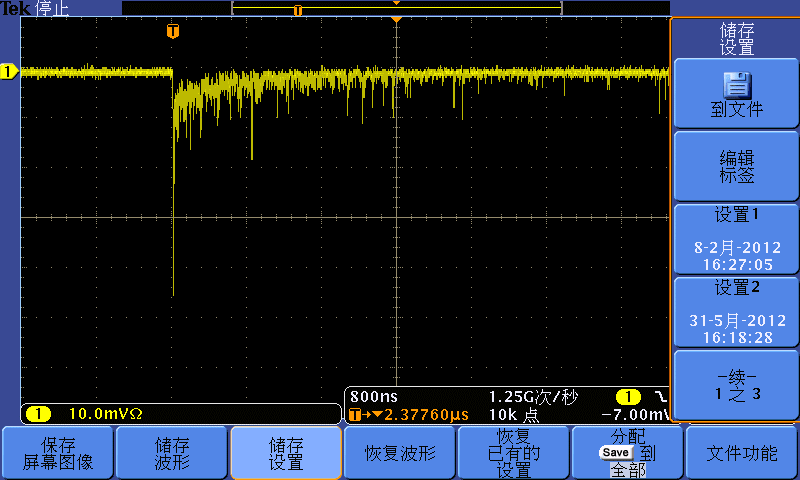 Tek 停止
T
T
1
储存
设置
到文件
编辑
标签
设置1
8-2月-2012
16:27:05
设置2
31-5月-2012
16:18:28
-续-
1 之 3
1 10.0mVΩ
800ns 1.25G次/秒 1
T→▼2.37760µs 10k 点 −7.00mV
保存
屏幕图像
储存
波形
储存
设置
恢复波形
恢复
已有的
设置
分配
Save 到
全部
文件功能